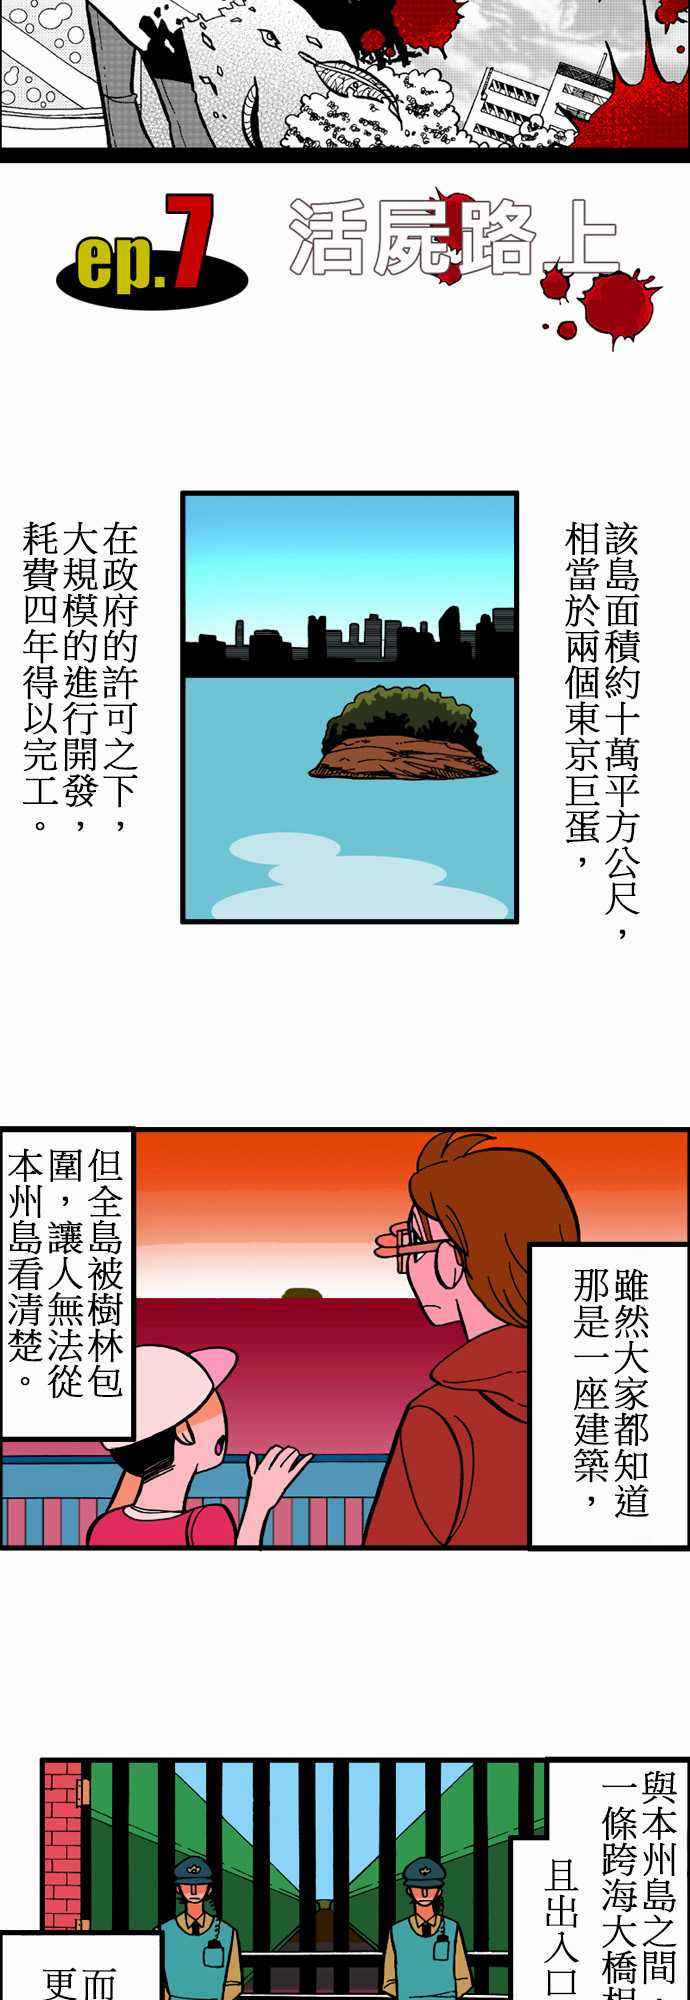 ep.7
活屍路上
該島面積約十萬平方公尺，
相當於兩個東京巨蛋，
在政府的許可之下，
大規模的進行開發，
耗費四年得以完工。
雖然大家都知道
那是一座建築，
但全島被樹林包
圍，讓人無法從
本州島看清楚。
與本州島之間，
一條跨海大橋相
且出入口
而
更